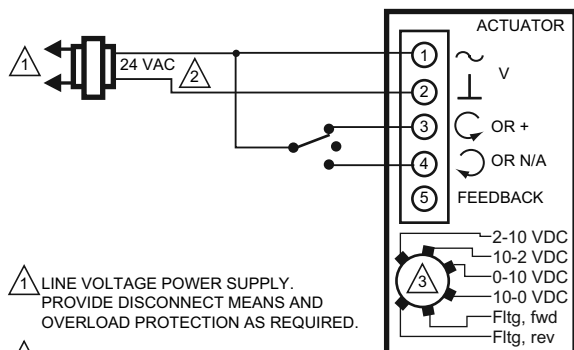 ACTUATOR
1
24 VAC
2
1
V
2
3
OR +
4
OR N/A
5
FEEDBACK
2-10 VDC
10-2 VDC
0-10 VDC
10-0 VDC
Fltg, fwd
Fltg, rev
3
1 LINE VOLTAGE POWER SUPPLY.
PROVIDE DISCONNECT MEANS AND
OVERLOAD PROTECTION AS REQUIRED.